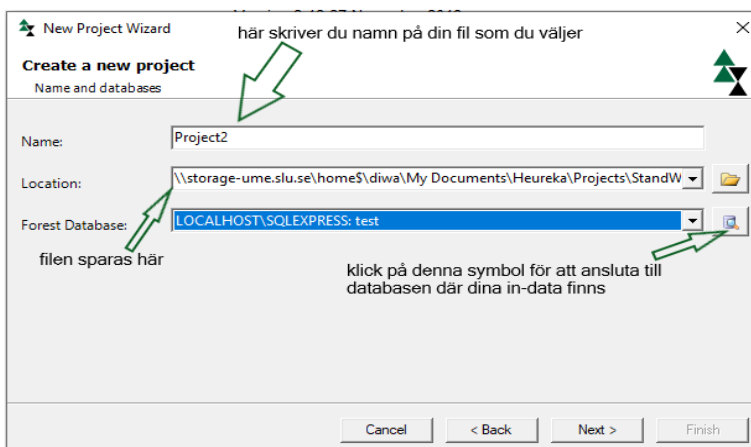 New Project Wizard
här skriver du namn på din fil som du väljer
Create a new project
Name and databases
Name:
Project2
Location:
\\storage-ume.slu.se\home$\diwa\My Documents\Heureka\Projects\StandW
Forest Database:
LOCALHOST\SQLEXPRESS: test
filen sparas här
klick på denna symbol för att ansluta till
databasen där dina in-data finns
Cancel
< Back
Next >
Finish